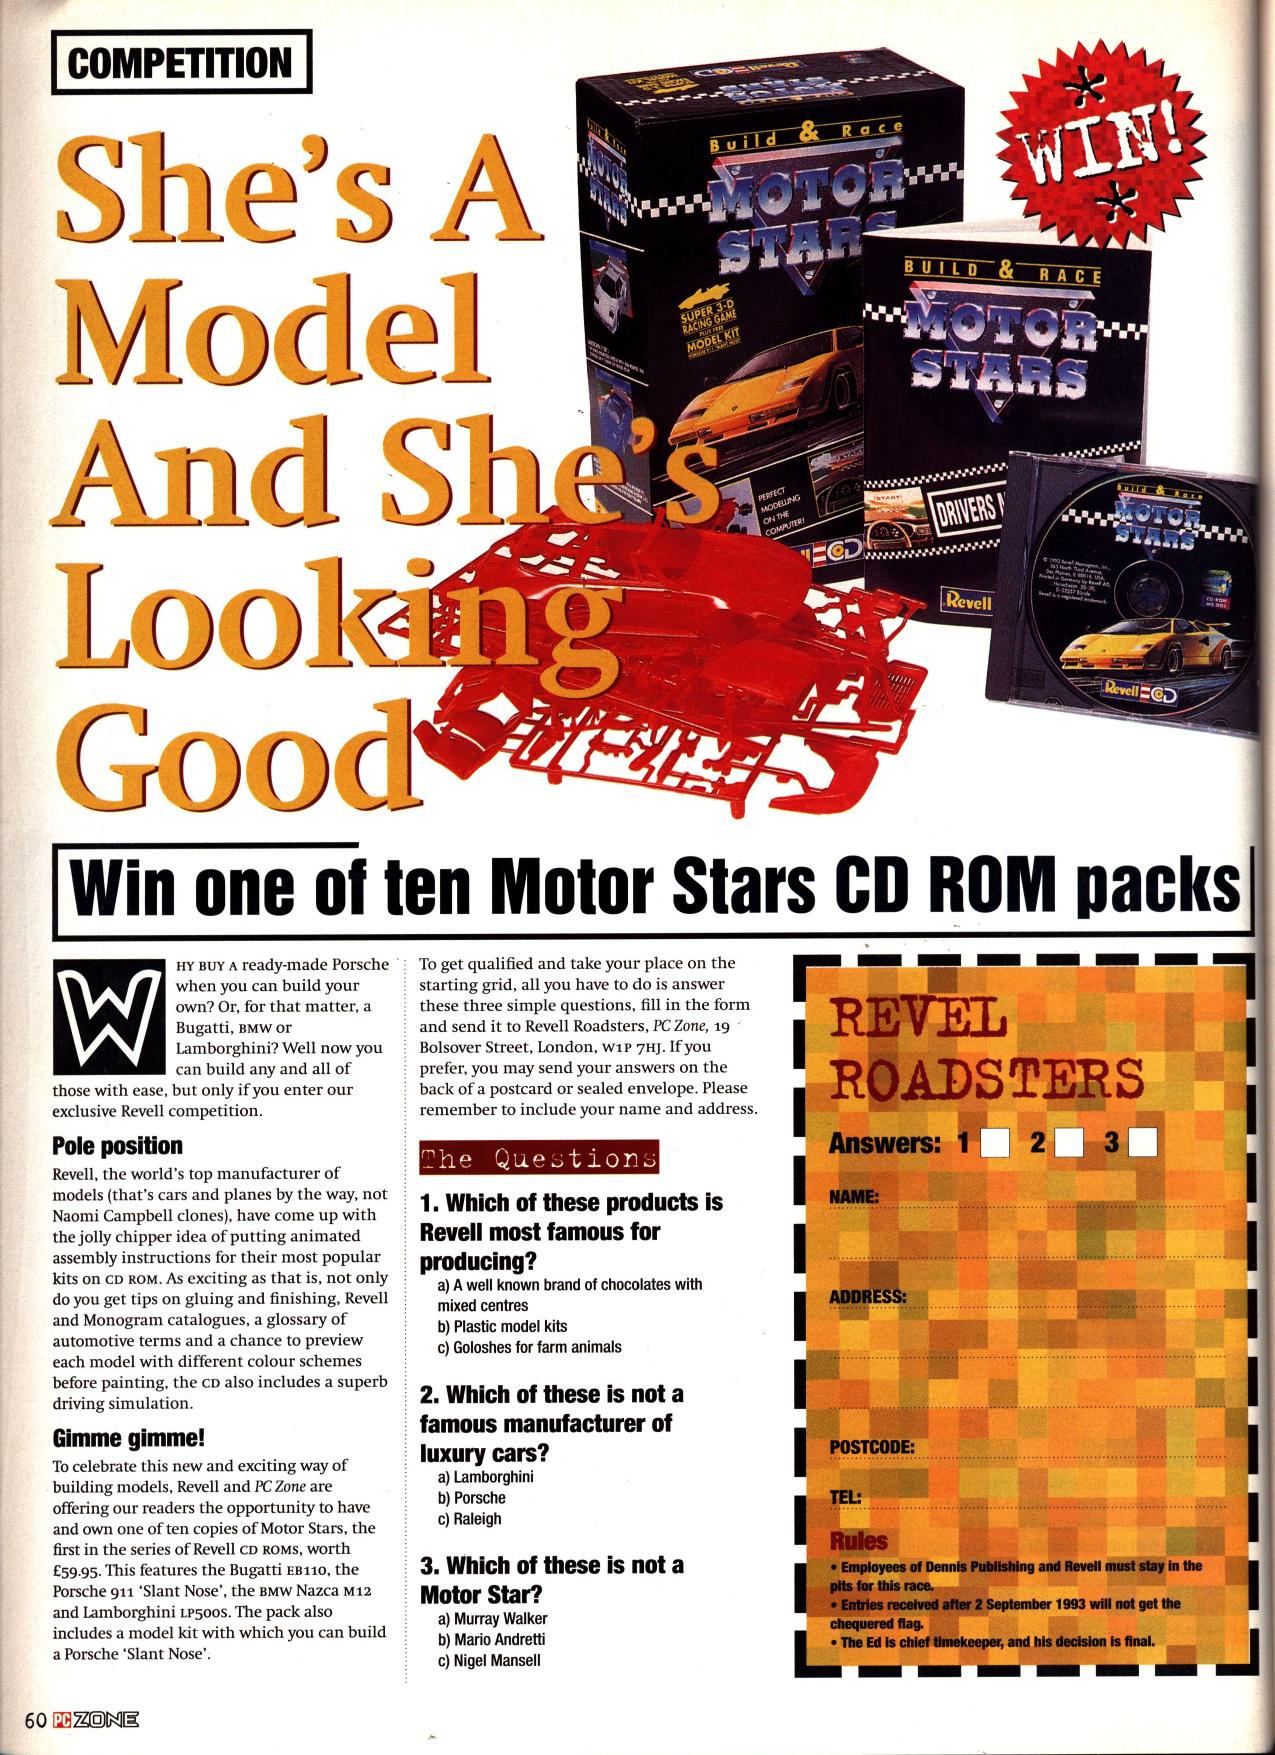 COMPETITION
She's A
Model
And She's
Looking
Good
WIN!
Build & Race
MOTOR
STARS
SUPER 3-D
RACING GAME
PLUS FREE
MODEL KIT
PERFECT
MODELLING
ON THE
COMPUTER!
BUILD & RACE
MOTOR
STARS
START
DRIVERS
Revell
Build & Race
MOTOR
STARS
Revell CD
Win one of ten Motor Stars CD ROM packs
WHY BUY A ready-made Porsche
when you can build your
own? Or, for that matter, a
Bugatti, BMW or
Lamborghini? Well now you
can build any and all of
those with ease, but only if you enter our
exclusive Revell competition.
Pole position
Revell, the world's top manufacturer of
models (that's cars and planes by the way, not
Naomi Campbell clones), have come up with
the jolly chipper idea of putting animated
assembly instructions for their most popular
kits on CD ROM. As exciting as that is, not only
do you get tips on gluing and finishing, Revell
and Monogram catalogues, a glossary of
automotive terms and a chance to preview
each model with different colour schemes
before painting, the CD also includes a superb
driving simulation.
Gimme gimme!
To celebrate this new and exciting way of
building models, Revell and PC Zone are
offering our readers the opportunity to have
and own one of ten copies of Motor Stars, the
first in the series of Revell CD ROMS, worth
£59.95. This features the Bugatti EB110, the
Porsche 911 'Slant Nose', the BMW Nazca M12
and Lamborghini LP500S. The pack also
includes a model kit with which you can build
a Porsche 'Slant Nose'.
To get qualified and take your place on the
starting grid, all you have to do is answer
these three simple questions, fill in the form
and send it to Revell Roadsters, PC Zone, 19
Bolsover Street, London, W1P 7HJ. If you
prefer, you may send your answers on the
back of a postcard or sealed envelope. Please
remember to include your name and address.
The Questions
1. Which of these products is
Revell most famous for
producing?
a) A well known brand of chocolates with
mixed centres
b) Plastic model kits
c) Goloshes for farm animals
2. Which of these is not a
famous manufacturer of
luxury cars?
a) Lamborghini
b) Porsche
c) Raleigh
3. Which of these is not a
Motor Star?
a) Murray Walker
b) Mario Andretti
c) Nigel Mansell
REVEL
ROADSTERS
Answers: 1 2 3
NAME:
ADDRESS:
POSTCODE:
TEL:
Rules
• Employees of Dennis Publishing and Revell must stay in the
pits for this race.
• Entries received after 2 September 1993 will not get the
chequered flag.
• The Ed is chief timekeeper, and his decision is final.
60 PC ZONE